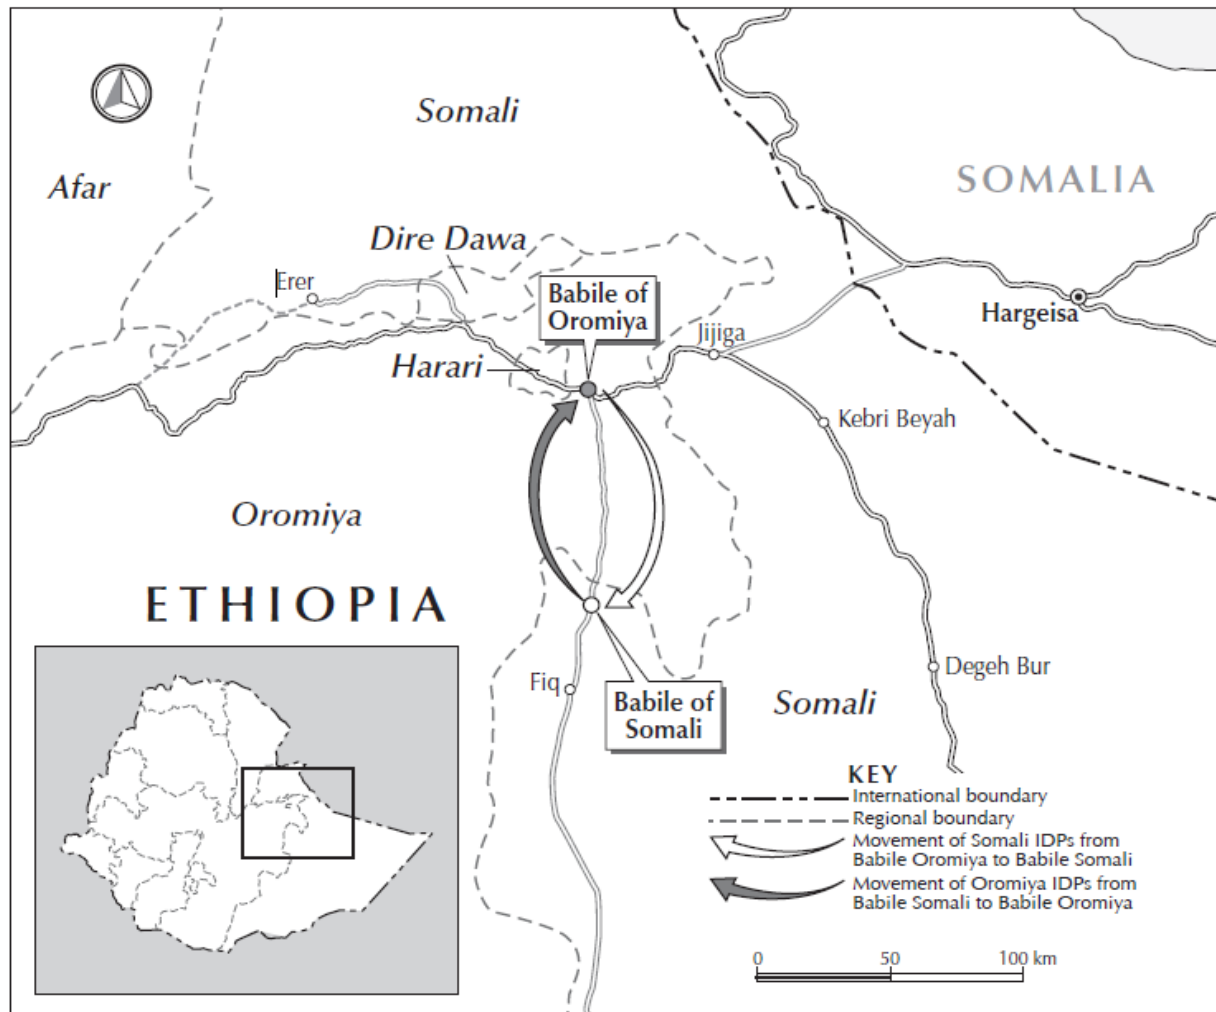 Somali
Afar
SOMALIA
Dire Dawa
Erer
Babile of
Oromiya
Hargeisa
Jijiga
Harari
Kebri Beyah
Oromiya
ETHIOPIA
Degeh Bur
Fiq
Babile of
Somali
Somali
KEY
International boundary
Regional boundary
Movement of Somali IDPs from
Babile Oromiya to Babile Somali
Movement of Oromiya IDPs from
Babile Somali to Babile Oromiya
0 50 100 km